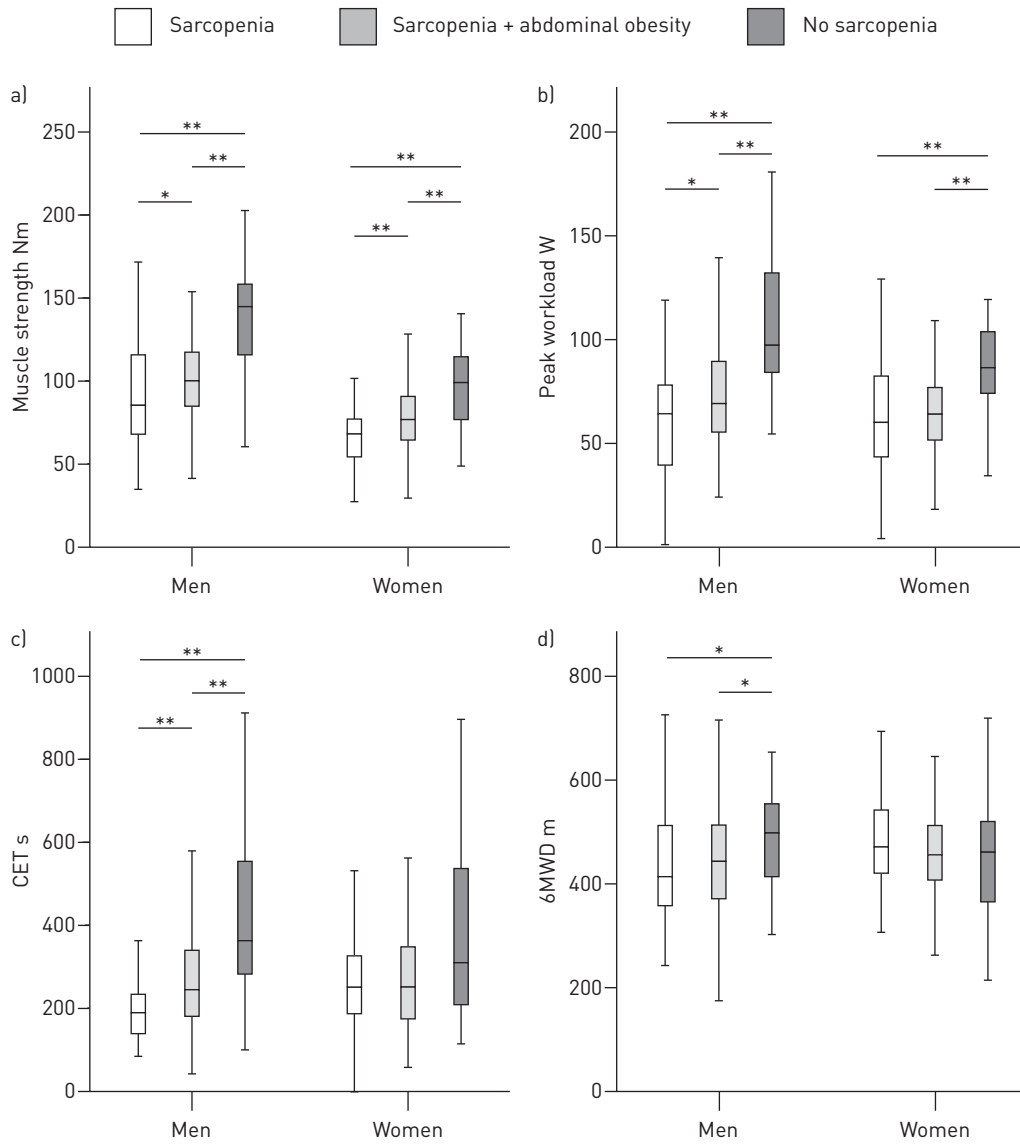 Sarcopenia Sarcopenia + abdominal obesity No sarcopenia
a)
250
200
150
100
50
0
Muscle strength Nm
** ** * ** ** **
Men Women
b)
200
150
100
50
0
Peak workload W
** ** * ** **
Men Women
c)
1000
800
600
400
200
0
CET s
** ** **
Men Women
d)
800
600
400
200
0
6MWD m
* *
Men Women